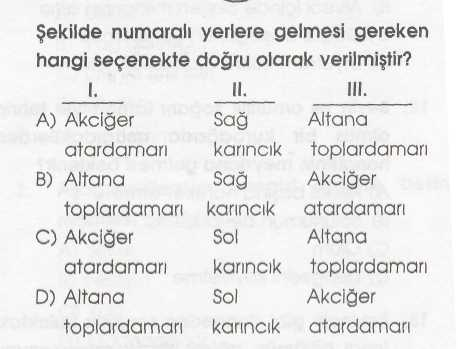 Şekilde numaralı yerlere gelmesi gereken
hangi seçenekte doğru olarak verilmiştir?
I. II. III.
A) Akciğer Sağ Altana
atardamarı karıncık toplardamarı
B) Altana Sağ Akciğer
toplardamarı karıncık atardamarı
C) Akciğer Sol Altana
atardamarı karıncık toplardamarı
D) Altana Sol Akciğer
toplardamarı karıncık atardamarı